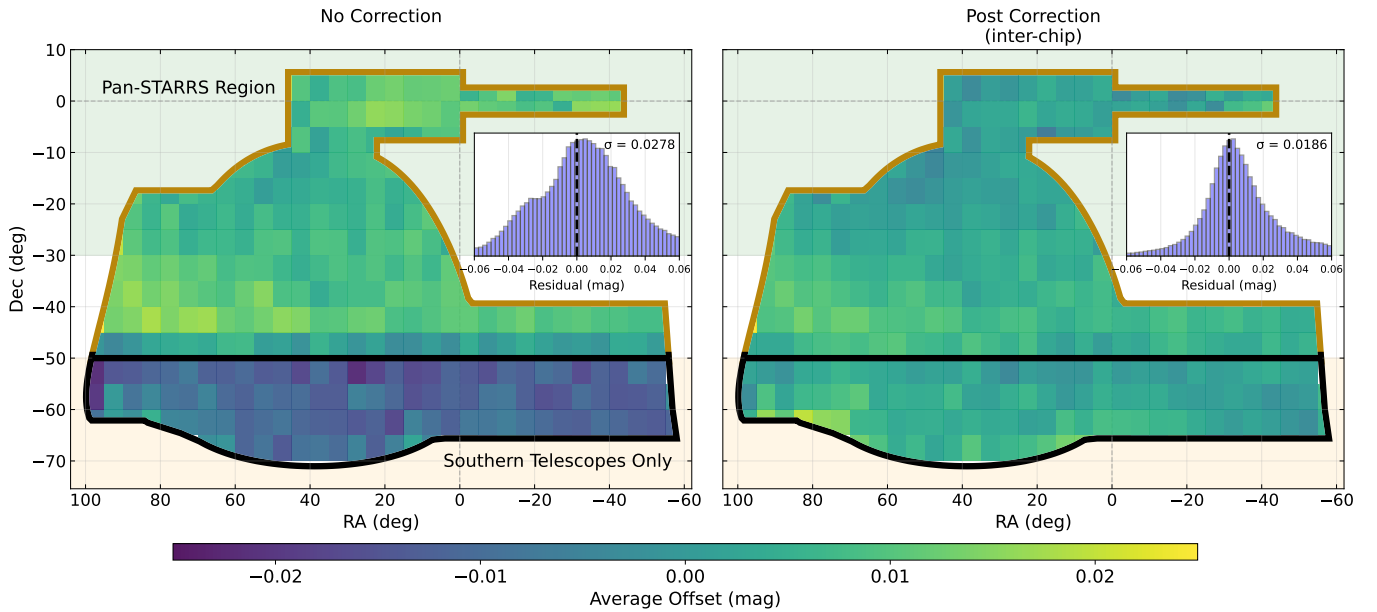 No Correction
Post Correction
(inter-chip)
10
0
−10
−20
−30
−40
−50
−60
−70
Dec (deg)
Pan-STARRS Region
σ = 0.0278
−0.06 −0.04 −0.02 0.00 0.02 0.04 0.06
Residual (mag)
σ = 0.0186
−0.06 −0.04 −0.02 0.00 0.02 0.04 0.06
Residual (mag)
Southern Telescopes Only
100 80 60 40 20 0 −20 −40 −60
RA (deg)
100 80 60 40 20 0 −20 −40 −60
RA (deg)
−0.02 −0.01 0.00 0.01 0.02
Average Offset (mag)